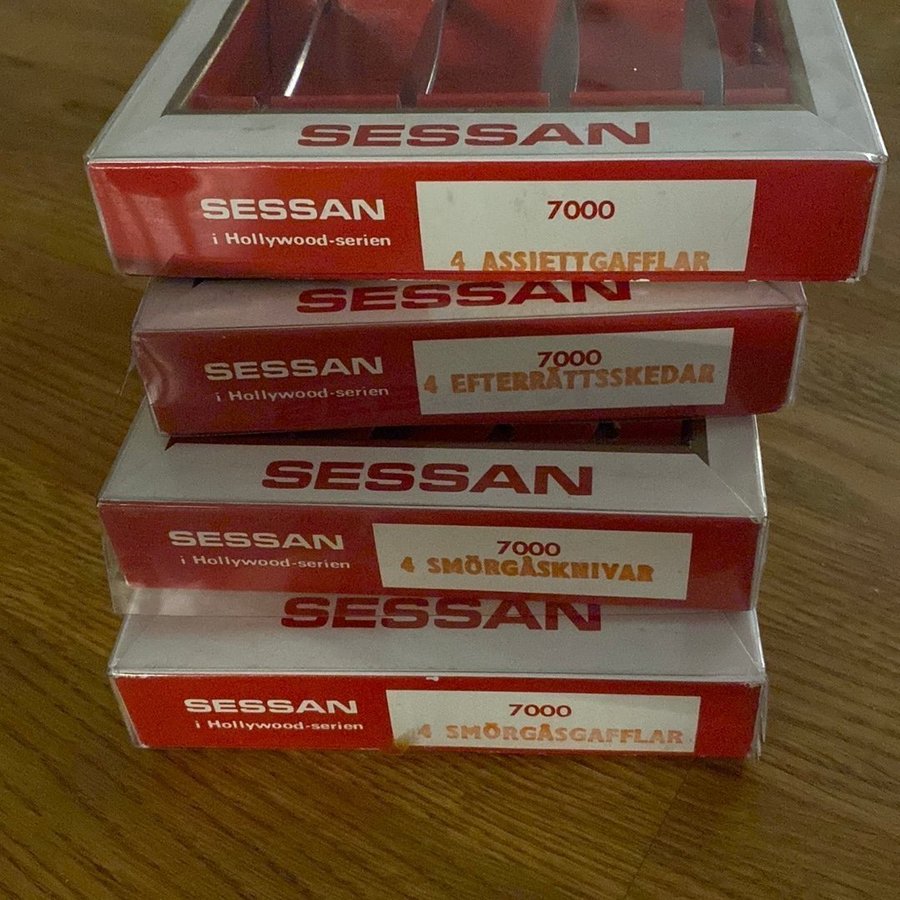 SESSAN
SESSAN
i Hollywood-serien
7000
4 ASSIETTGAFFLAR
SESSAN
SESSAN
i Hollywood-serien
7000
4 EFTERRÄTTSSKEDAR
SESSAN
SESSAN
i Hollywood-serien
7000
4 SMÖRGÅSKNIVAR
SESSAN
SESSAN
i Hollywood-serien
7000
4 SMÖRGÅSGAFFLAR